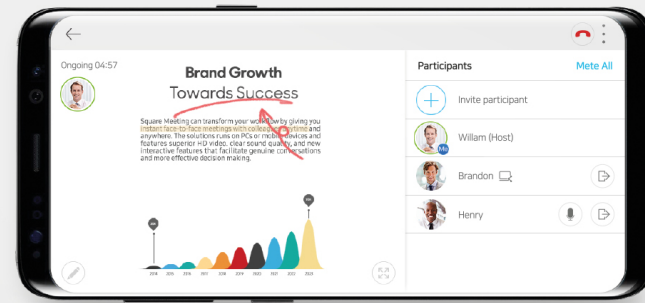 Ongoing 04:57
Brand Growth
Towards Success
Square Meeting can transform your workflow by giving you
instant face-to-face meetings with colleagues anytime and
anywhere. The solutions runs on PCs or mobile devices and
features superior HD video, clear sound quality, and new
interactive features that facilitate genuine conversations
and more effective decision making.
Participants
Mete All
Invite participant
Willam (Host)
Me
Brandon
Henry